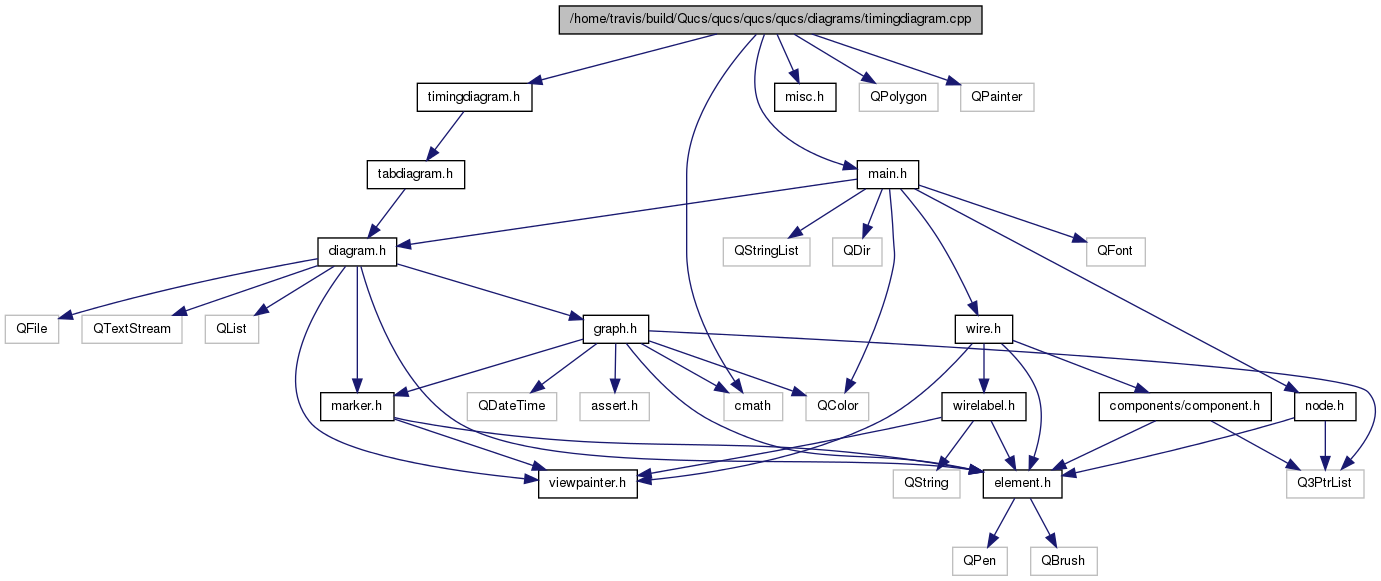 /home/travis/build/Qucs/qucs/qucs/qucs/diagrams/timingdiagram.cpp
timingdiagram.h
misc.h
QPolygon
QPainter
tabdiagram.h
main.h
diagram.h
QStringList
QDir
QFont
QFile
QTextStream
QList
graph.h
wire.h
marker.h
QDateTime
assert.h
cmath
QColor
wirelabel.h
components/component.h
node.h
viewpainter.h
QString
element.h
Q3PtrList
QPen
QBrush